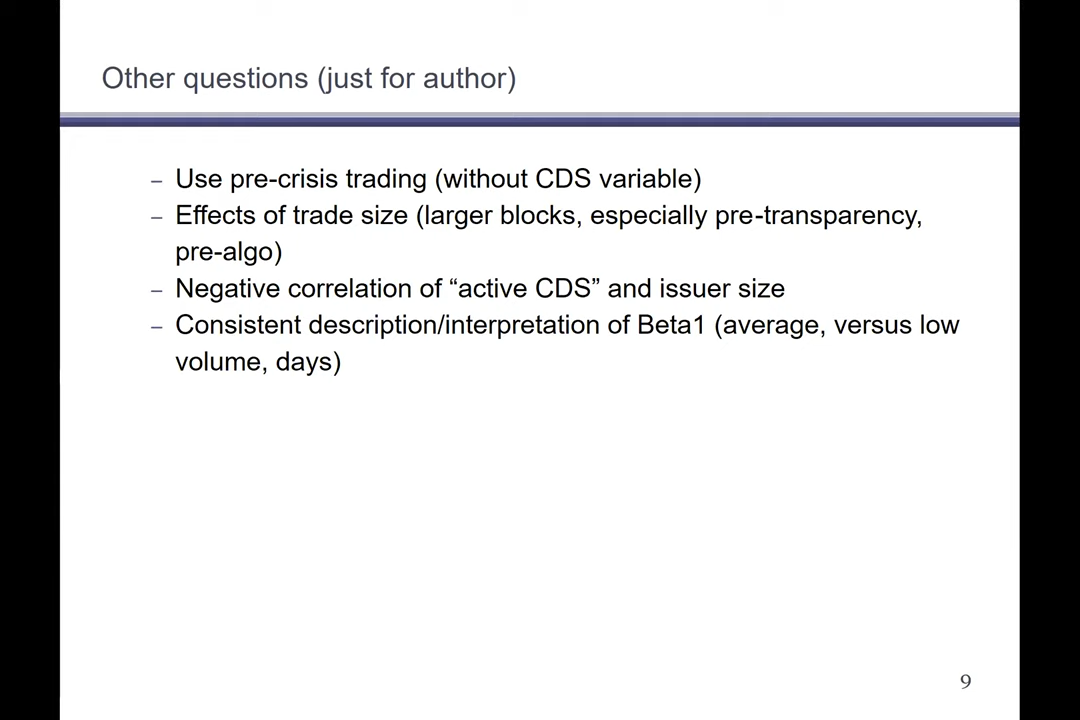 Other questions (just for author)
– Use pre-crisis trading (without CDS variable)
– Effects of trade size (larger blocks, especially pre-transparency,
pre-algo)
– Negative correlation of “active CDS” and issuer size
– Consistent description/interpretation of Beta1 (average, versus low
volume, days)
9